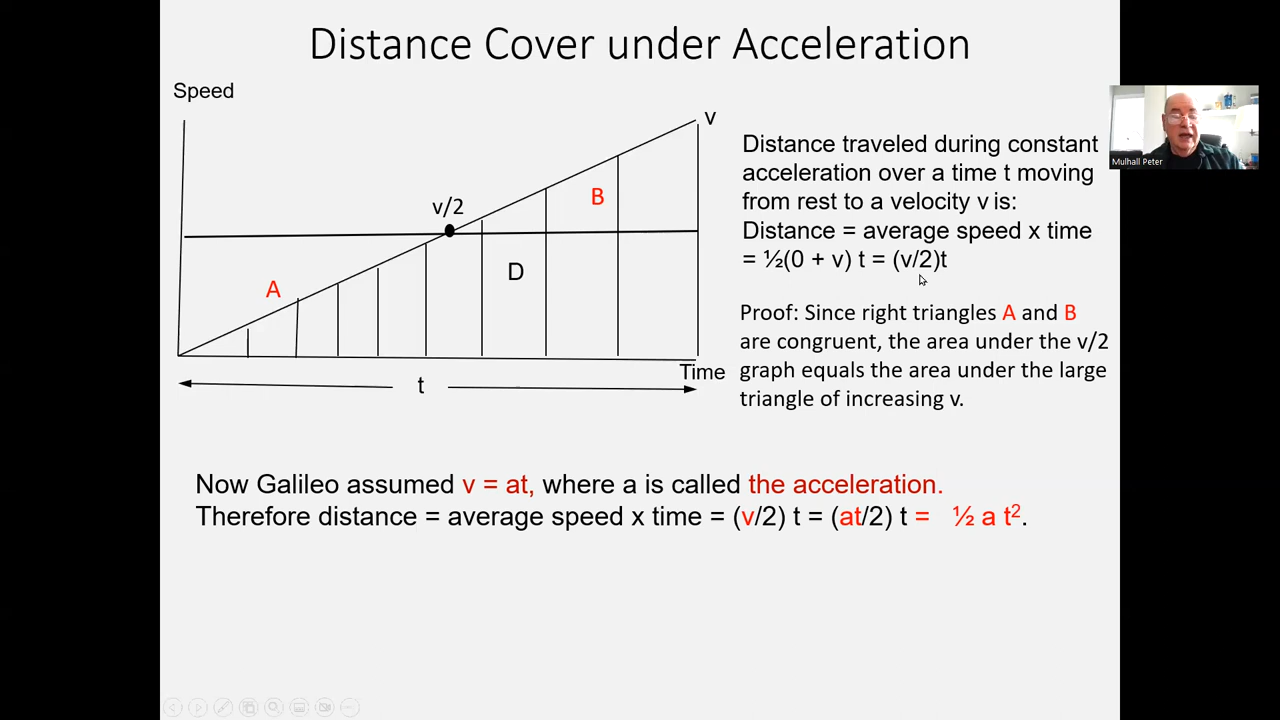 Distance Cover under Acceleration
Speed
v
v/2
B
A
D
Time
t
Distance traveled during constant
acceleration over a time t moving
from rest to a velocity v is:
Distance = average speed x time
= ½(0 + v) t = (v/2)t
Proof: Since right triangles A and B
are congruent, the area under the v/2
graph equals the area under the large
triangle of increasing v.
Mulhall Peter
Now Galileo assumed v = at, where a is called the acceleration.
Therefore distance = average speed x time = (v/2) t = (at/2) t = ½ a t².